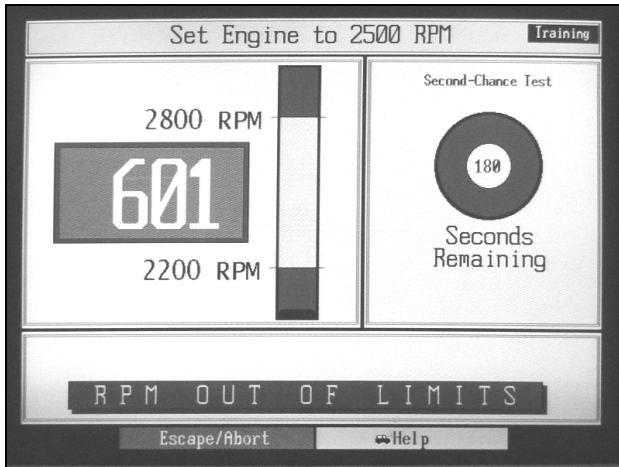 Set Engine to 2500 RPM
Training
2800 RPM
601
2200 RPM
Second-Chance Test
180
Seconds
Remaining
RPM OUT OF LIMITS
Escape/Abort
Help